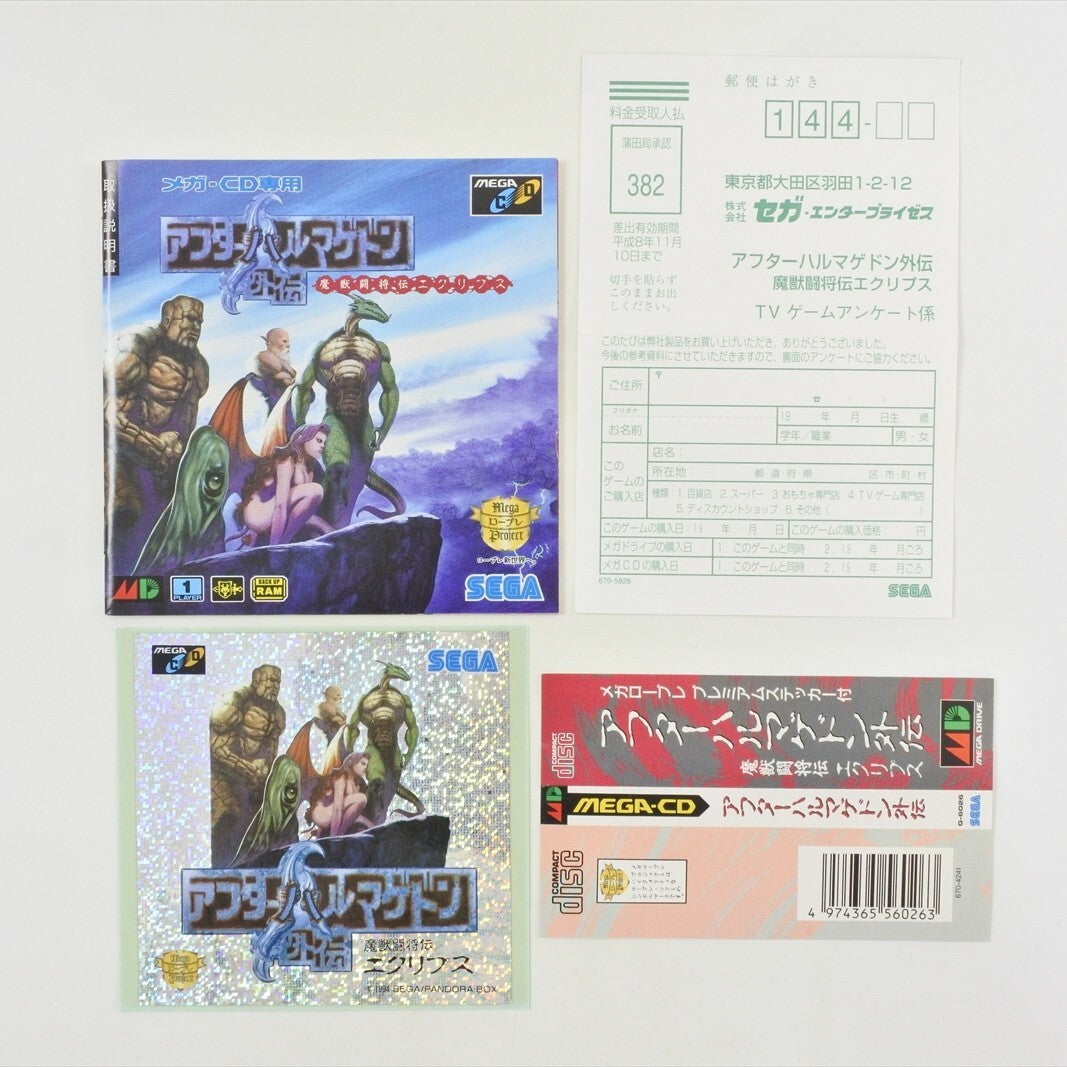 取扱説明書
メガ-CD専用
MEGA
CD
アフターハルマゲドン
外伝
魔獣闘将伝エクリプス
Mega
ロープレ
Project
ロープレ新世界へ。
MD
1
PLAYER
BACK UP
RAM
SEGA
郵便はがき
料金受取人払
144-
蒲田局承認
382
東京都大田区羽田1-2-12
株式
会社
セガ・エンタープライゼス
差出有効期間
平成8年11月
10日まで
切手を貼らず
このままお出
しください。
アフターハルマゲドン外伝
魔獣闘将伝エクリプス
TVゲームアンケート係
このたびは弊社製品をお買い上げいただき、ありがとうございました。
今後の参考資料にさせていただきますので、裏面のアンケートにご協力ください。
ご住所
〒
☎ ( )
フリガナ
お名前
19 年 月 日生 歳
学年/職業
男・女
この
ゲームの
ご購入店
店名:
所在地: 都道府県 区市町村
種類:1.百貨店 2.スーパー 3.おもちゃ専門店 4.TVゲーム専門店
5.ディスカウントショップ 6.その他( )
このゲームの購入日:19 年 月 日
このゲームの購入価格: 円
メガドライブの購入日
1.このゲームと同時 2.19 年 月ごろ
メガCDの購入日
1.このゲームと同時 2.19 年 月ごろ
670-5826
SEGA
MEGA
CD
SEGA
アフターハルマゲドン
外伝
魔獣闘将伝
エクリプス
Mega
ロープレ
Project
© 1994 SEGA/PANDORA BOX
メガロープレ プレミアムステッカー付
アフターハルマゲドン外伝
魔獣闘将伝 エクリプス
COMPACT
disc
MD
MEGA DRIVE
MD
MEGA-CD
アフターハルマゲドン外伝
G-6026
SEGA
COMPACT
disc
4 974365 560263
670-4241